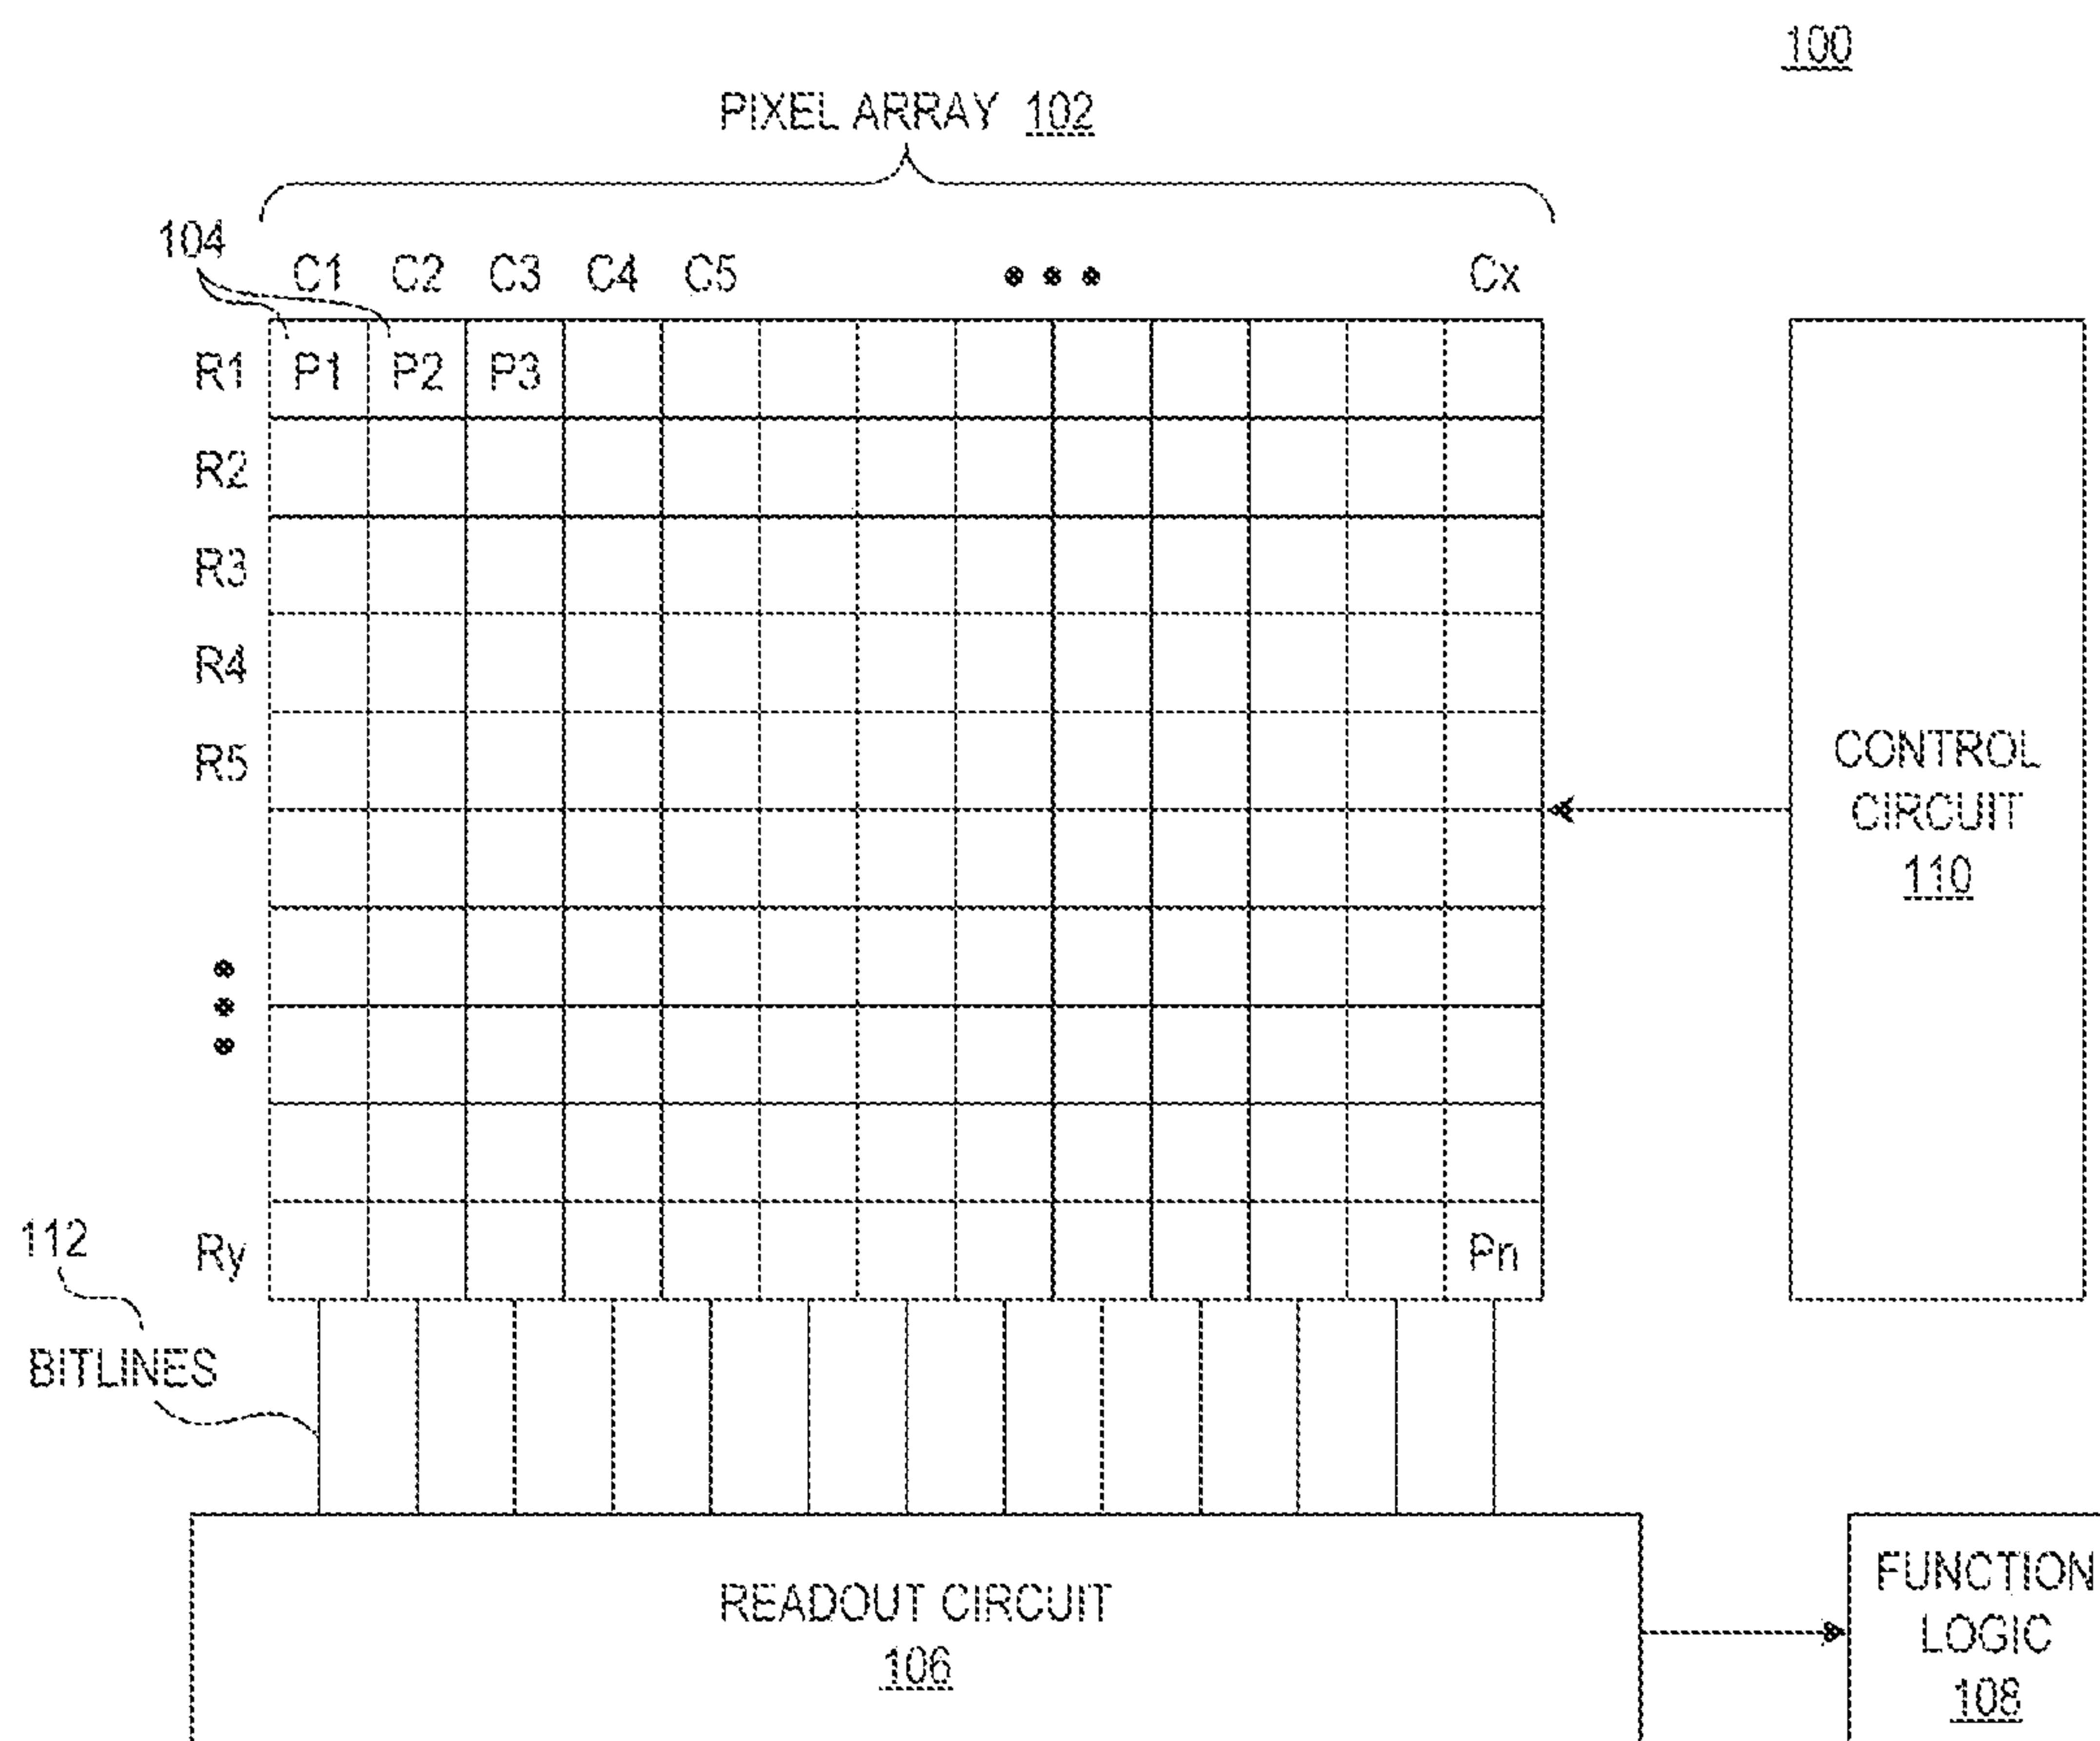 100
PIXEL ARRAY 102
104
C1 C2 C3 C4 C5 ● ● ● Cx
R1 P1 P2 P3
R2
R3
R4
R5
CONTROL
CIRCUIT
110
112
Ry Pn
BITLINES
READOUT CIRCUIT
106
FUNCTION
LOGIC
108